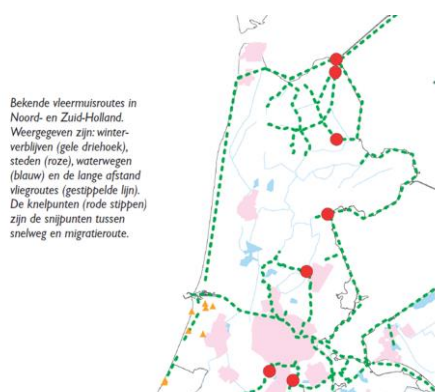 Bekende vleermuisroutes in
Noord- en Zuid-Holland.
Weergegeven zijn: winter-
verblijven (gele driehoek),
steden (roze), waterwegen
(blauw) en de lange afstand
vliegroutes (gestippelde lijn).
De knelpunten (rode stippen)
zijn de snijpunten tussen
snelweg en migratieroute.